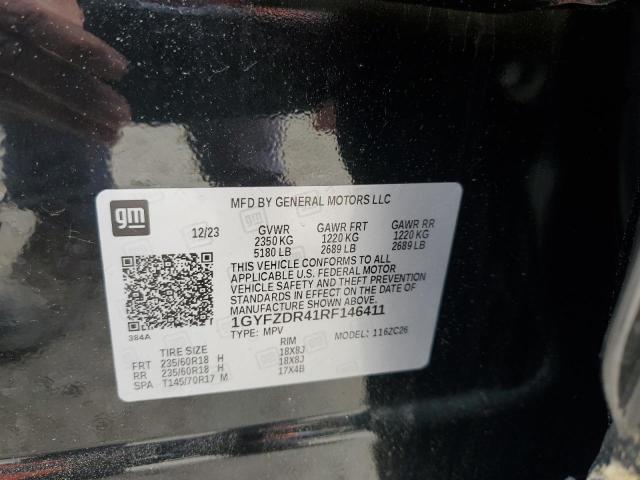 gm
MFD BY GENERAL MOTORS LLC
12/23 GVWR GAWR FRT GAWR RR
2350 KG 1220 KG 1220 KG
5180 LB 2689 LB 2689 LB
THIS VEHICLE CONFORMS TO ALL
APPLICABLE U.S. FEDERAL MOTOR
VEHICLE SAFETY AND THEFT PREVENTION
STANDARDS IN EFFECT ON THE DATE OF
MANUFACTURE SHOWN ABOVE.
1GYFZDR41RF146411
384A TYPE: MPV MODEL: 116ZC26
TIRE SIZE RIM
FRT 235/60R18 H 18X8J
RR 235/60R18 H 18X8J
SPA T145/70R17 M 17X4B